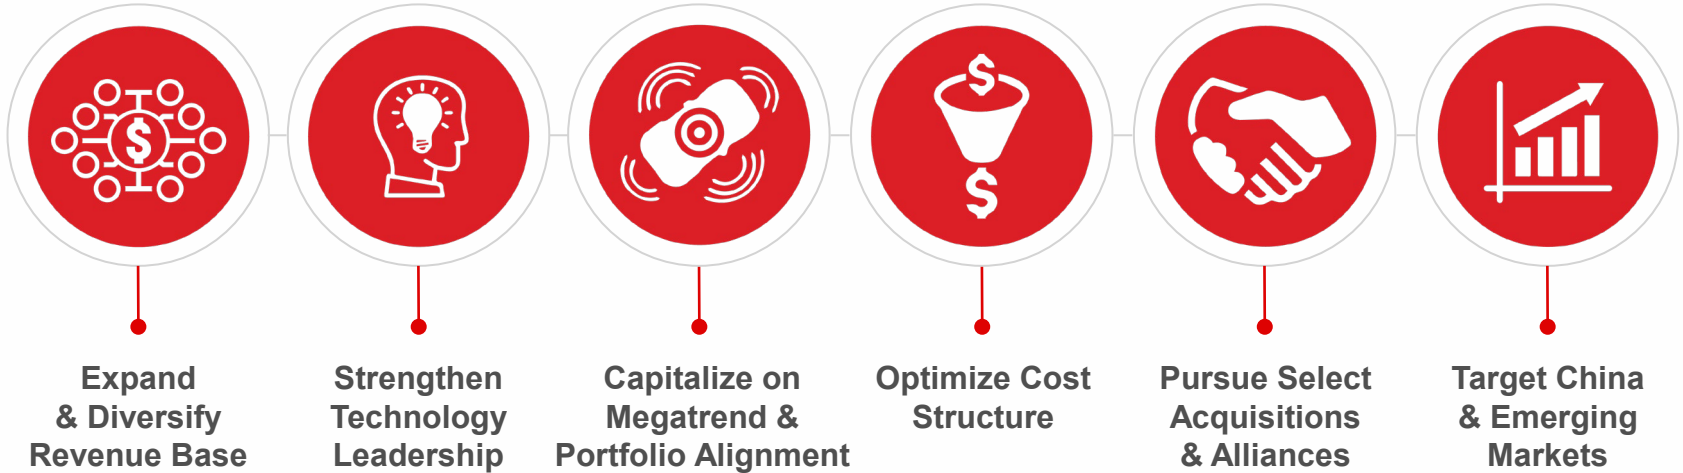 Expand
& Diversify
Revenue Base
Strengthen
Technology
Leadership
Capitalize on
Megatrend &
Portfolio Alignment
$
$
Optimize Cost
Structure
Pursue Select
Acquisitions
& Alliances
Target China
& Emerging
Markets